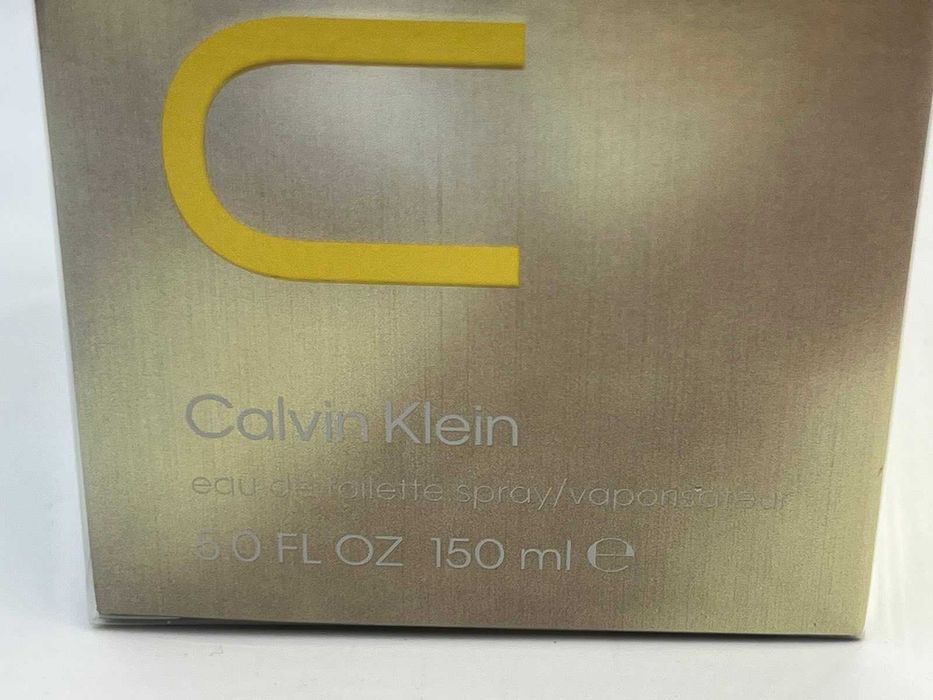 Calvin Klein
eau de toilette spray/vaporisateur
5.0 FL OZ 150 ml ℮